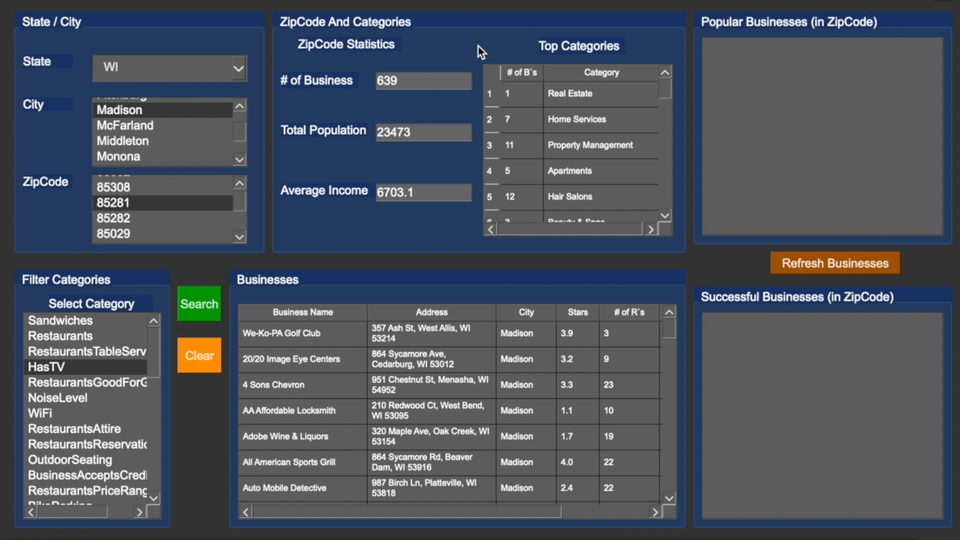 State / City
State
WI
City
Madison
McFarland
Middleton
Monona
ZipCode
85308
85281
85282
85029
ZipCode And Categories
ZipCode Statistics
# of Business
639
Total Population
23473
Average Income
6703.1
Top Categories
# of B`s Category
1 1 Real Estate
2 7 Home Services
3 11 Property Management
4 5 Apartments
5 12 Hair Salons
Popular Businesses (in ZipCode)
Refresh Businesses
Successful Businesses (in ZipCode)
Filter Categories
Select Category
Sandwiches
Restaurants
RestaurantsTableServ
HasTV
RestaurantsGoodForG
NoiseLevel
WiFi
RestaurantsAttire
RestaurantsReservatic
OutdoorSeating
BusinessAcceptsCredi
RestaurantsPriceRang
Search
Clear
Businesses
Business Name Address City Stars # of R`s
We-Ko-PA Golf Club 357 Ash St, West Allis, WI Madison 3.9 3
53214
20/20 Image Eye Centers 864 Sycamore Ave, Madison 3.2 9
Cedarburg, WI 53012
4 Sons Chevron 951 Chestnut St, Menasha, WI Madison 3.3 23
54952
AA Affordable Locksmith 210 Redwood Ct, West Bend, Madison 1.1 10
WI 53095
Adobe Wine & Liquors 320 Maple Ave, Oak Creek, WI Madison 1.7 19
53154
All American Sports Grill 864 Sycamore Rd, Beaver Madison 4.0 22
Dam, WI 53916
Auto Mobile Detective 987 Birch Ln, Platteville, WI Madison 2.4 22
53818